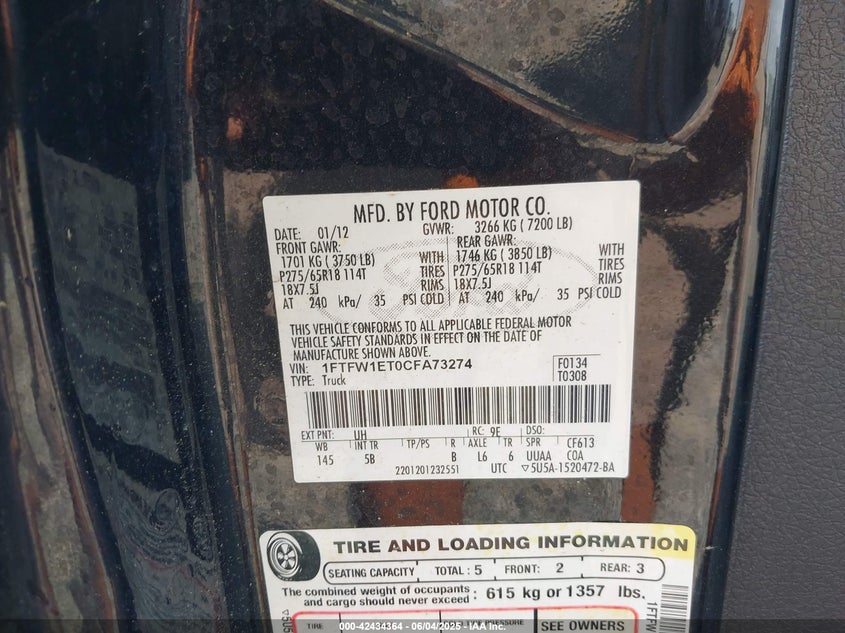 MFD. BY FORD MOTOR CO.
DATE: 01/12 GVWR: 3266 KG ( 7200 LB)
FRONT GAWR: REAR GAWR:
1701 KG ( 3750 LB) WITH 1746 KG ( 3850 LB) WITH
P275/65R18 114T TIRES P275/65R18 114T TIRES
18X7.5J RIMS 18X7.5J RIMS
AT 240 kPa/ 35 PSI COLD AT 240 kPa/ 35 PSI COLD
THIS VEHICLE CONFORMS TO ALL APPLICABLE FEDERAL MOTOR
VEHICLE SAFETY STANDARDS IN EFFECT ON THE DATE OF
MANUFACTURE SHOWN ABOVE.
VIN: 1FTFW1ET0CFA73274 F0134
TYPE: Truck T0308
EXT PNT: UH RC: 9E DSO:
WB INT TR TP/PS R AXLE TR SPR CF613
145 5B B L6 6 UUAA COA
2201201232551 UTC ▽5U5A-1520472-BA
TIRE AND LOADING INFORMATION
SEATING CAPACITY TOTAL : 5 FRONT: 2 REAR: 3
The combined weight of occupants and cargo should never exceed : 615 kg or 1357 lbs.
TIRE PRESSURE SEE OWNERS
1FTFW
000-42434364 - 06/04/2025 - IAA Inc.